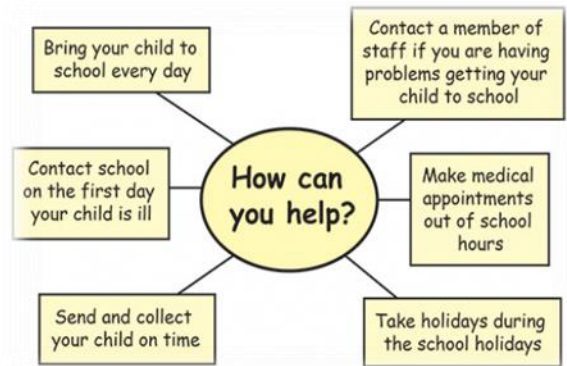 Bring your child to
school every day
Contact a member of
staff if you are having
problems getting your
child to school
Contact school
on the first day
your child is ill
How can
you help?
Make medical
appointments
out of school
hours
Send and collect
your child on time
Take holidays during
the school holidays